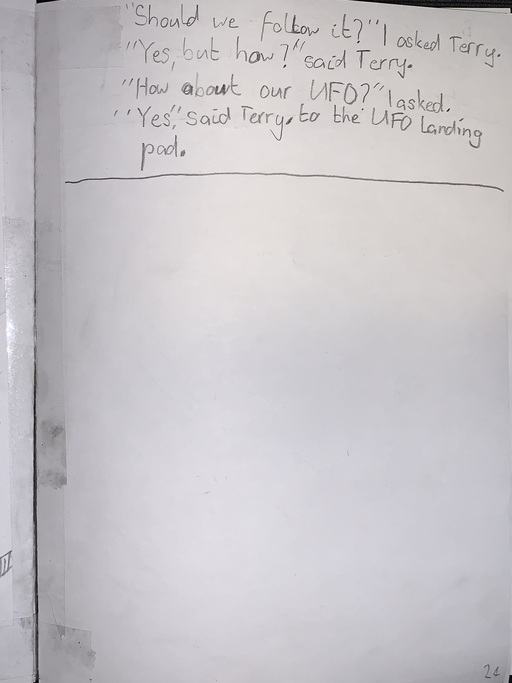 "Should we follow it?" I asked Terry.
"Yes, but how?" said Terry.
"How about our UFO?" I asked.
"Yes," said Terry. to the UFO Landing
pad.
21